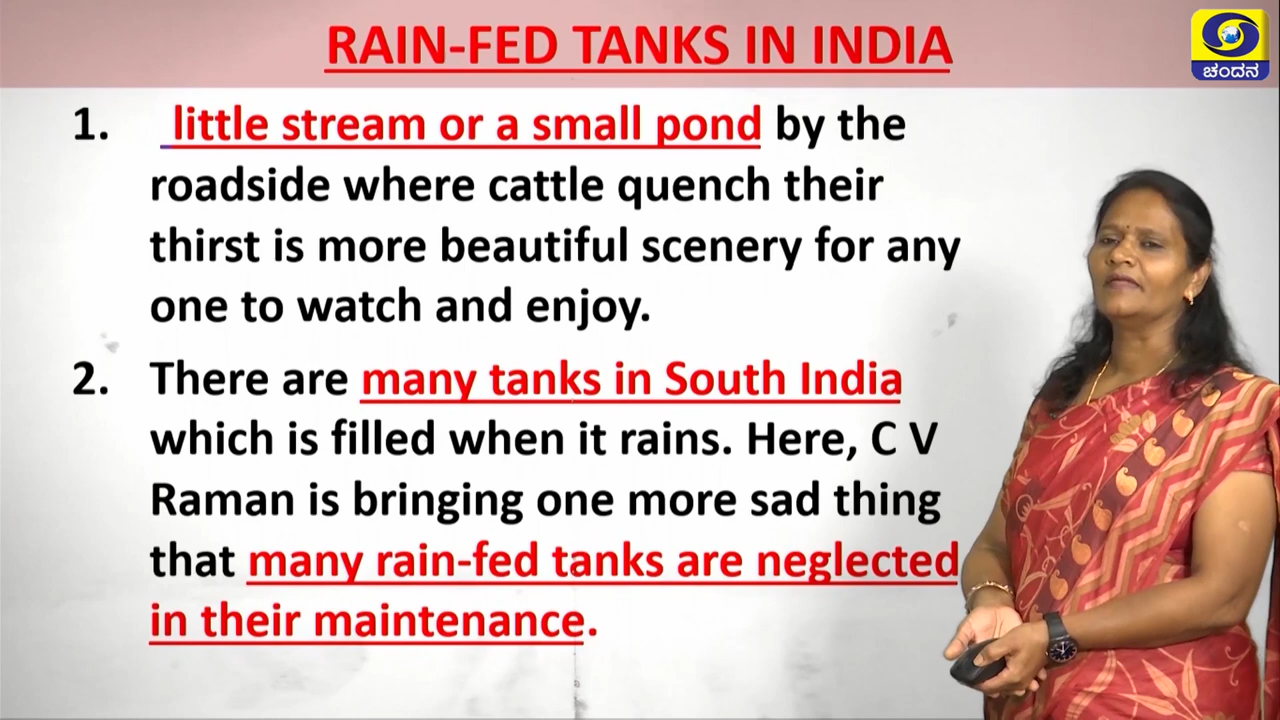 RAIN-FED TANKS IN INDIA
ಚಂದನ
1. little stream or a small pond by the
roadside where cattle quench their
thirst is more beautiful scenery for any
one to watch and enjoy.
2. There are many tanks in South India
which is filled when it rains. Here, C V
Raman is bringing one more sad thing
that many rain-fed tanks are neglected
in their maintenance.